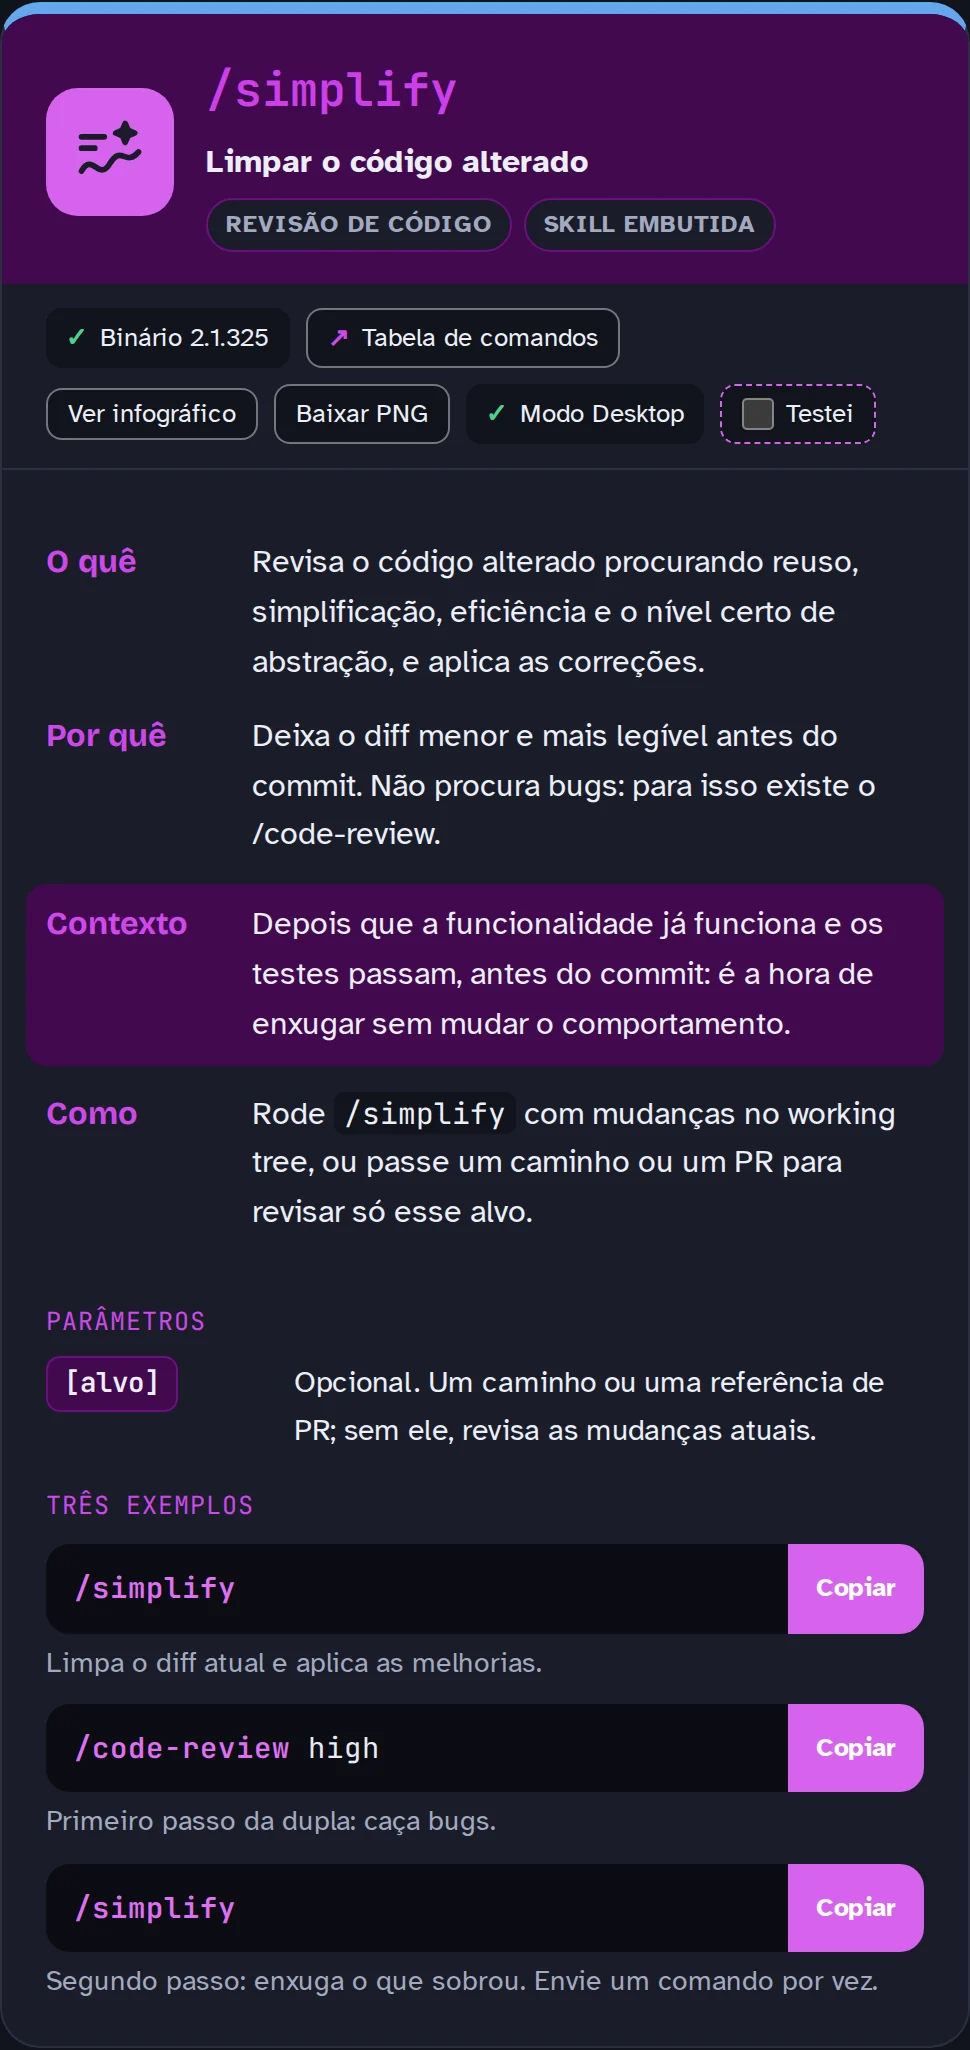 /simplify
Limpar o código alterado
REVISÃO DE CÓDIGO SKILL EMBUTIDA
✓ Binário 2.1.325 ↗ Tabela de comandos
Ver infográfico Baixar PNG ✓ Modo Desktop Testei
O quê Revisa o código alterado procurando reuso,
simplificação, eficiência e o nível certo de
abstração, e aplica as correções.
Por quê Deixa o diff menor e mais legível antes do
commit. Não procura bugs: para isso existe o
/code-review.
Contexto Depois que a funcionalidade já funciona e os
testes passam, antes do commit: é a hora de
enxugar sem mudar o comportamento.
Como Rode /simplify com mudanças no working
tree, ou passe um caminho ou um PR para
revisar só esse alvo.
PARÂMETROS
[alvo] Opcional. Um caminho ou uma referência de
PR; sem ele, revisa as mudanças atuais.
TRÊS EXEMPLOS
/simplify Copiar
Limpa o diff atual e aplica as melhorias.
/code-review high Copiar
Primeiro passo da dupla: caça bugs.
/simplify Copiar
Segundo passo: enxuga o que sobrou. Envie um comando por vez.